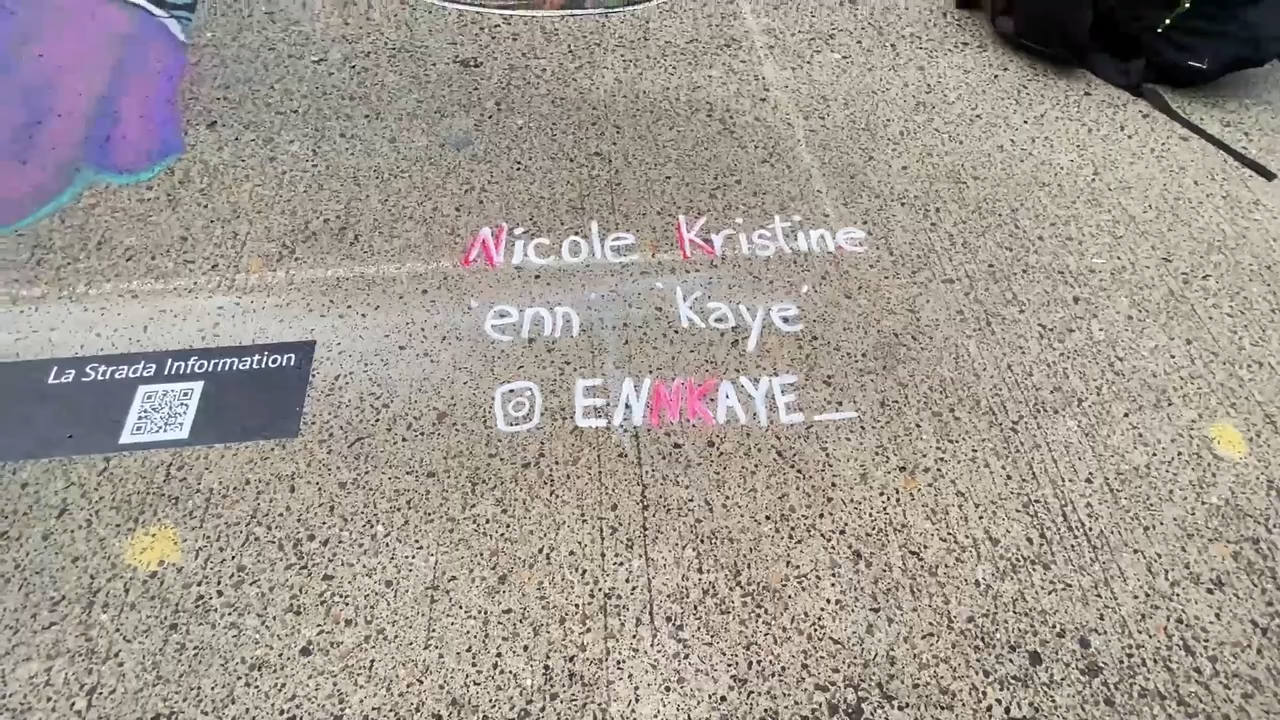 Nicole Kristine
'enn' 'Kaye'
ENNKAYE_
La Strada Information